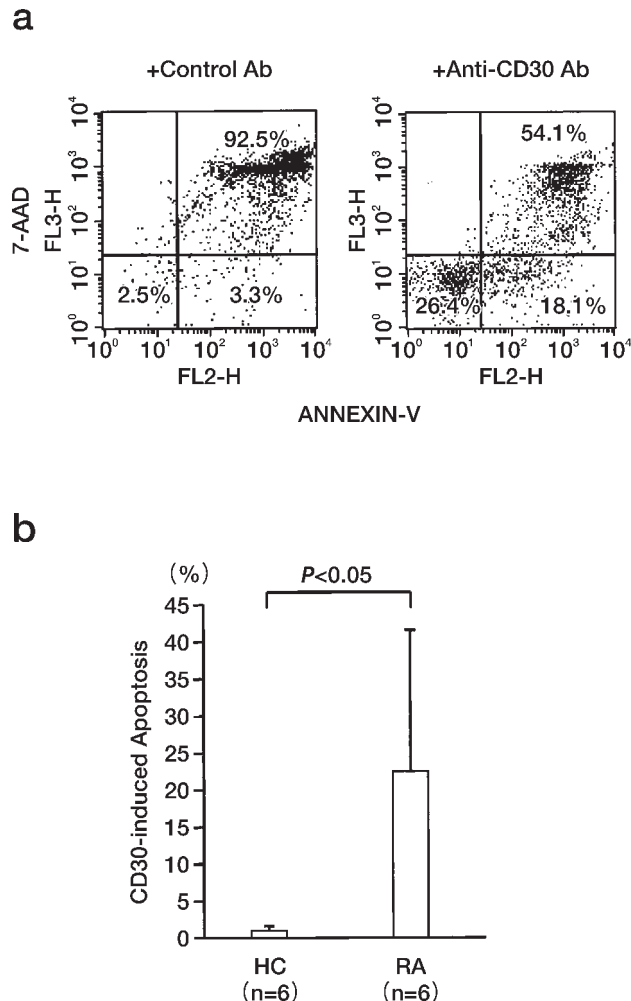 a
+Control Ab
+Anti-CD30 Ab
7-AAD
FL3-H
10⁴
10³
10²
10¹
10⁰
92.5%
2.5%
3.3%
10⁰ 10¹ 10² 10³ 10⁴
FL2-H
FL3-H
10⁴
10³
10²
10¹
10⁰
54.1%
26.4%
18.1%
10⁰ 10¹ 10² 10³ 10⁴
FL2-H
ANNEXIN-V
b
(%)
P<0.05
CD30-induced Apoptosis
45
40
35
30
25
20
15
10
5
0
HC
(n=6)
RA
(n=6)